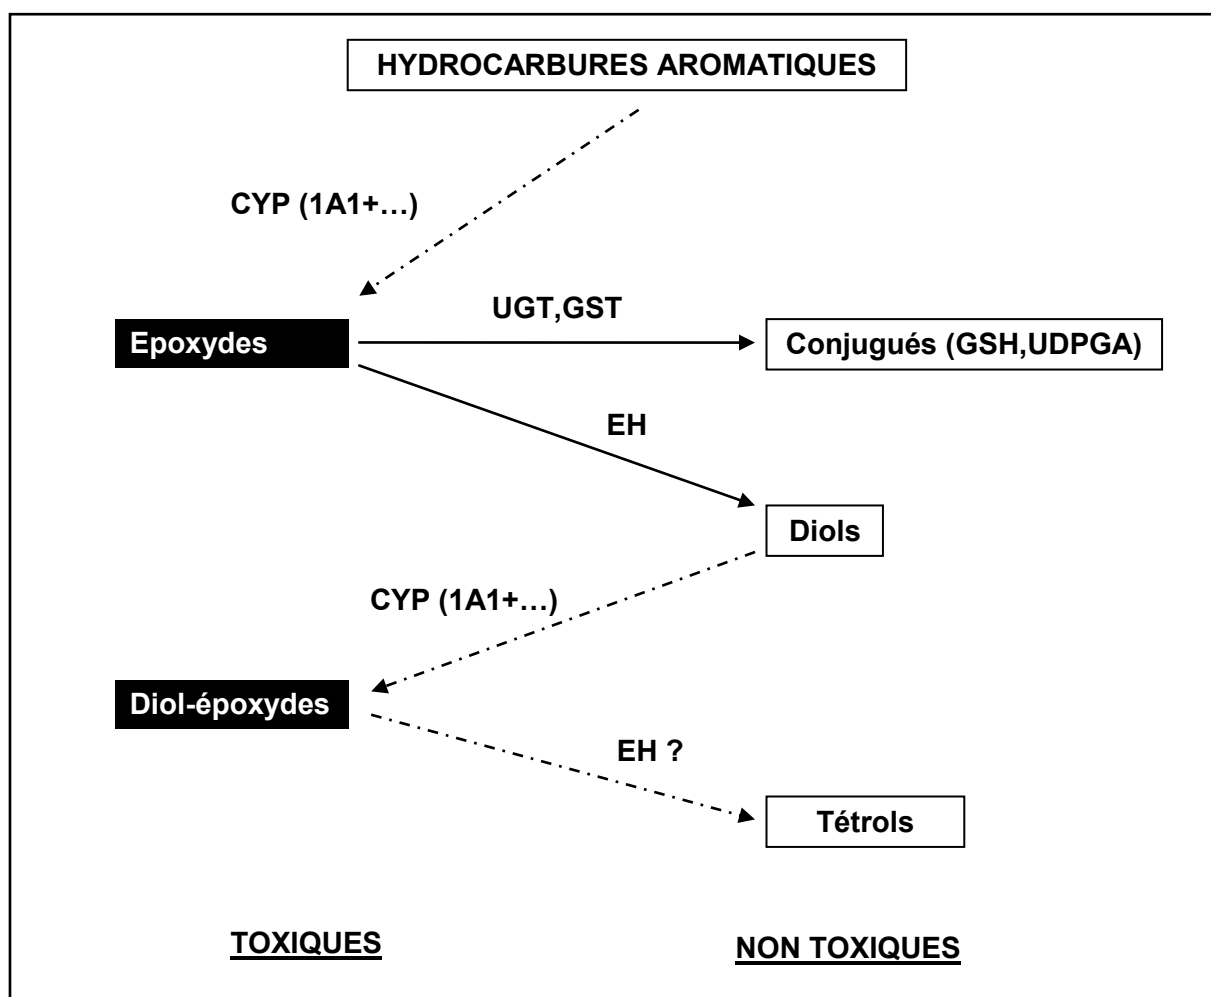 HYDROCARBURES AROMATIQUES
CYP (1A1+…)
UGT,GST
Epoxydes
Conjugués (GSH,UDPGA)
EH
Diols
CYP (1A1+…)
Diol-époxydes
EH ?
Tétrols
TOXIQUES
NON TOXIQUES